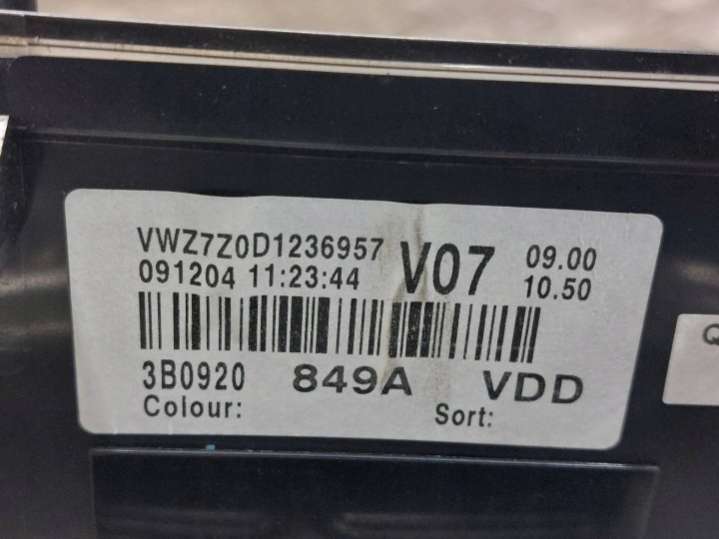 VWZ7Z0D1236957 V07 09.00
091204 11:23:44 10.50
3B0920 849A VDD
Colour: Sort:
Q